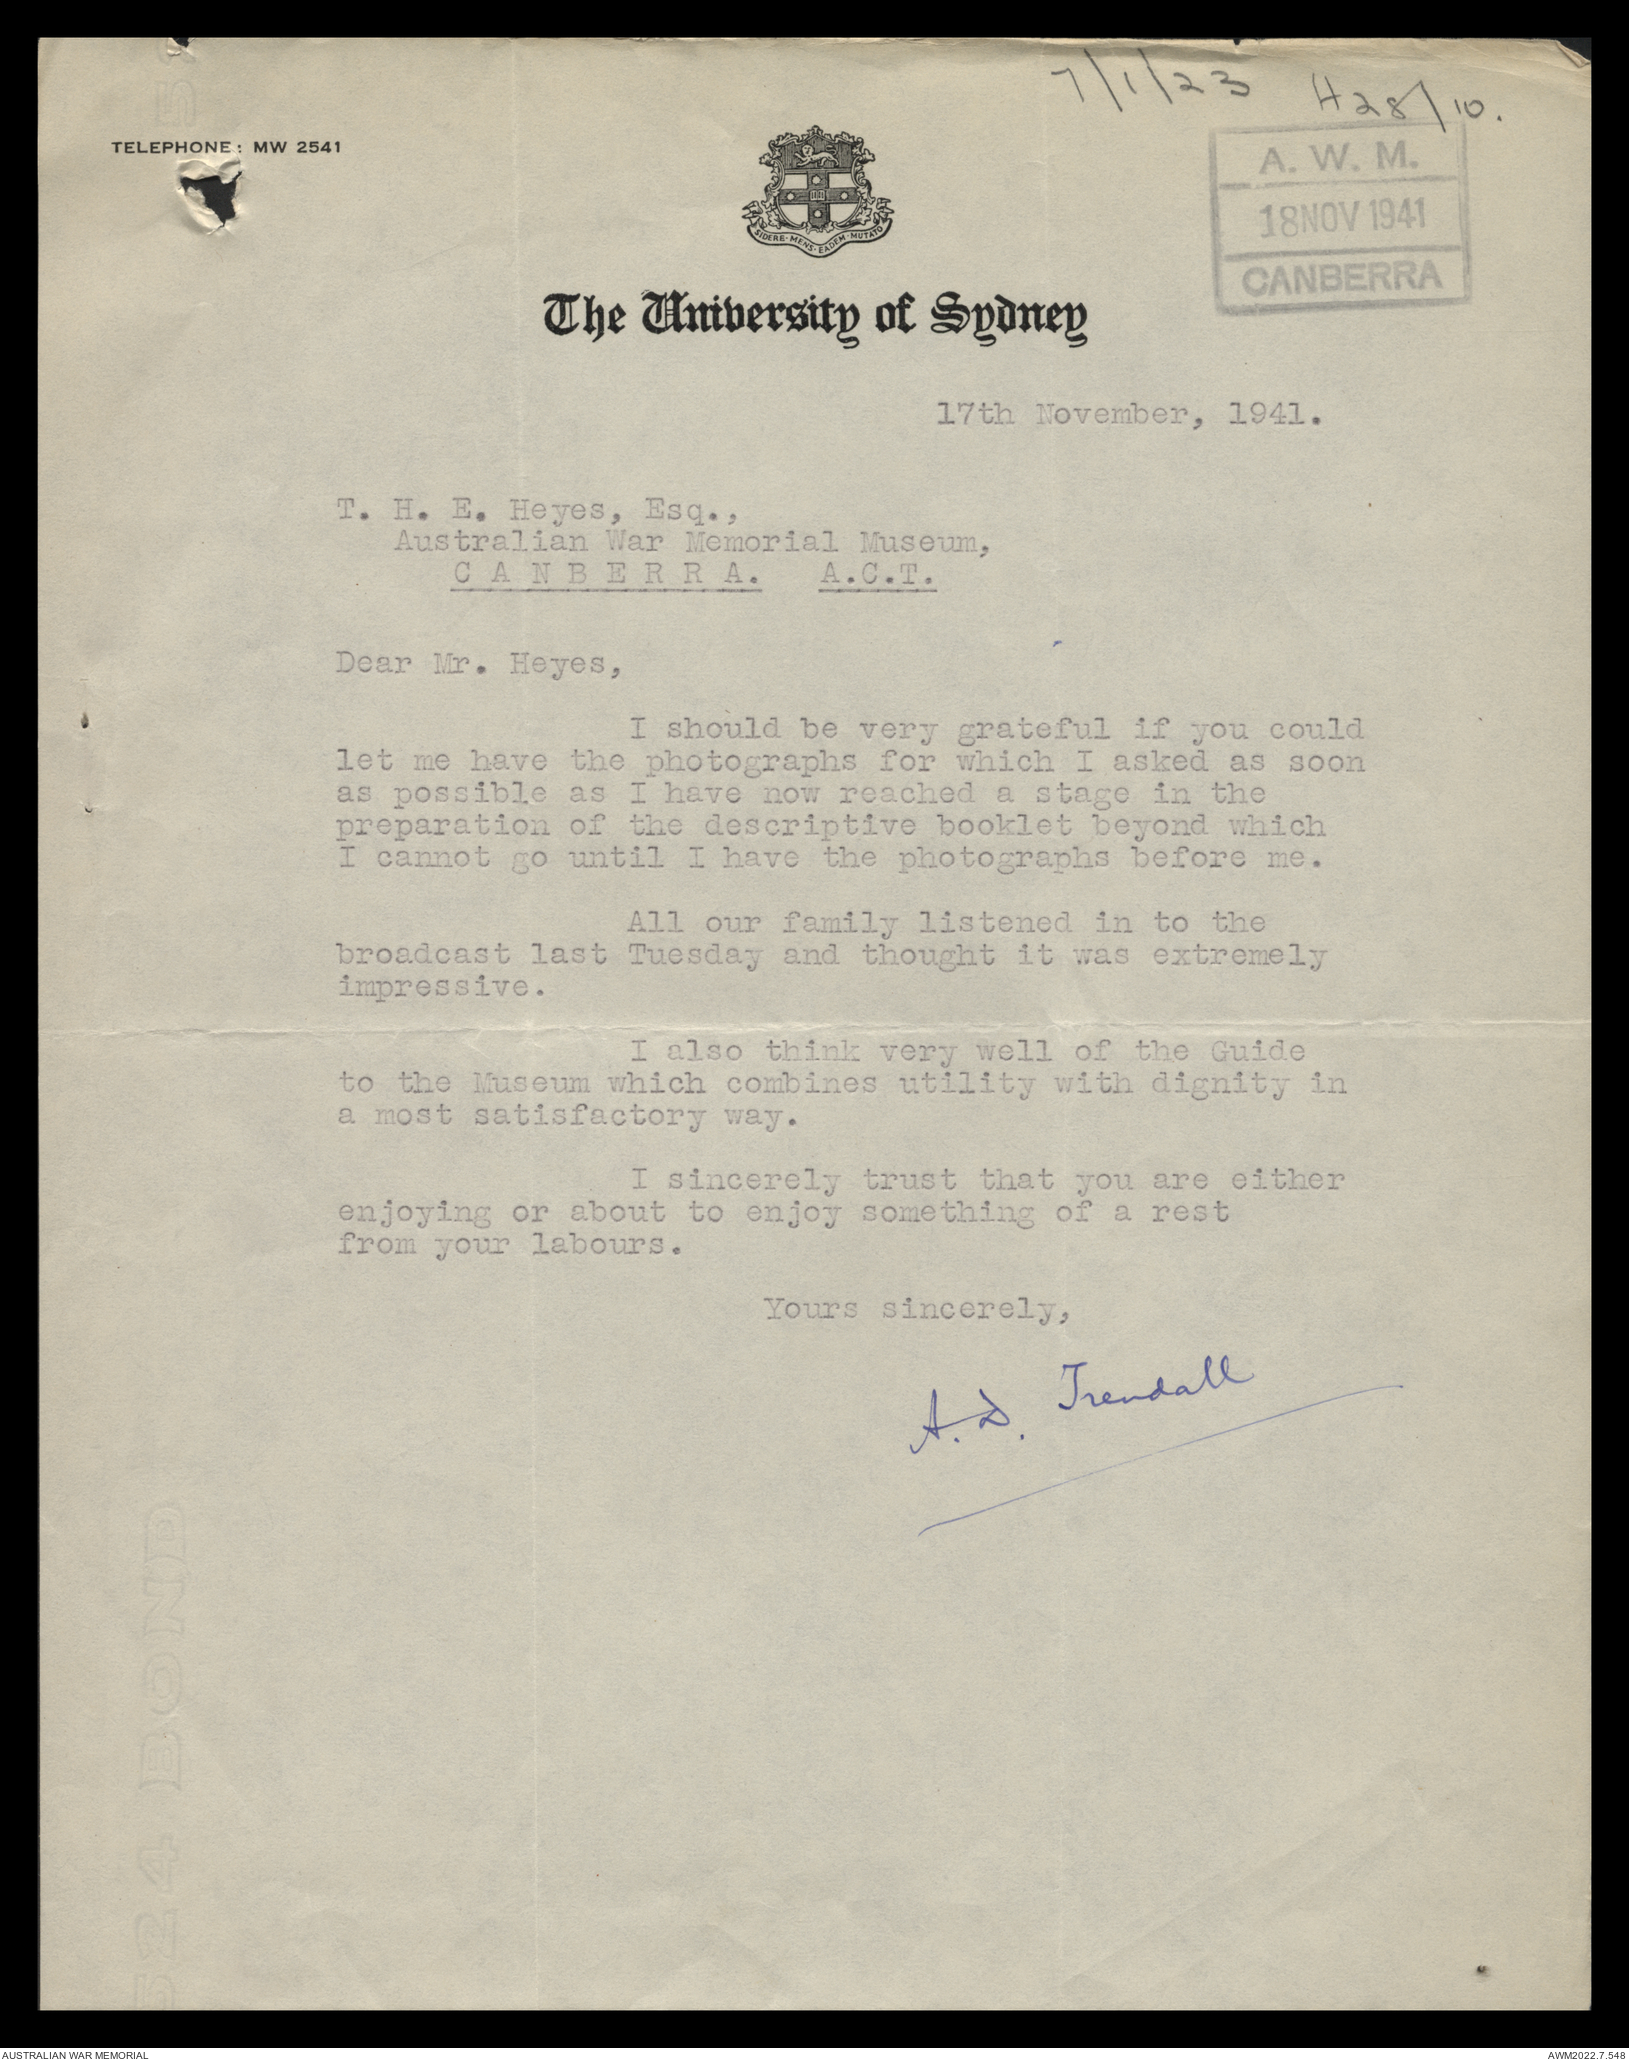 7/1/23 428/10.
TELEPHONE: MW 2541
A. W. M.
18 NOV 1941
CANBERRA
SIDERE·MENS·EADEM·MUTATO
The University of Sydney
17th November, 1941.
T. H. E. Heyes, Esq.,
Australian War Memorial Museum,
C A N B E R R A. A.C.T.
Dear Mr. Heyes,
I should be very grateful if you could
let me have the photographs for which I asked as soon
as possible as I have now reached a stage in the
preparation of the descriptive booklet beyond which
I cannot go until I have the photographs before me.
All our family listened in to the
broadcast last Tuesday and thought it was extremely
impressive.
I also think very well of the Guide
to the Museum which combines utility with dignity in
a most satisfactory way.
I sincerely trust that you are either
enjoying or about to enjoy something of a rest
from your labours.
Yours sincerely,
A. D. Trendall
524 BOND
AUSTRALIAN WAR MEMORIAL
AWM2022.7.548